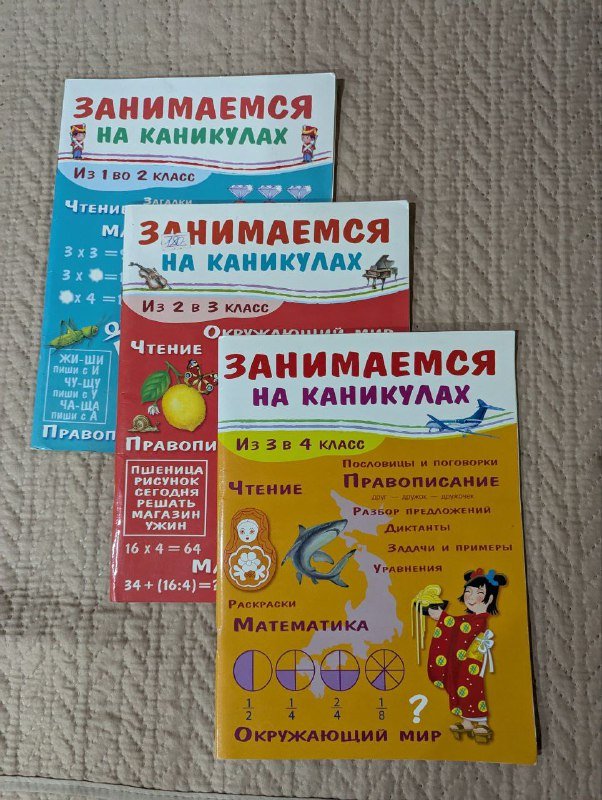 ЗАНИМАЕМСЯ
НА КАНИКУЛАХ
Из 1 во 2 класс
Загадки
Чтение
3 x 3 =
3 x
x 4 =
ЖИ-ШИ
ПИШИ С И
ЧУ-ЩУ
ПИШИ С У
ЧА-ЩА
ПИШИ С А
ЗАНИМАЕМСЯ
НА КАНИКУЛАХ
Из 2 в 3 класс
Окружающий мир
Чтение
ПШЕНИЦА
РИСУНОК
СЕГОДНЯ
РЕШАТЬ
МАГАЗИН
УЖИН
16 x 4 = 64
34 + (16:4) = ?
ЗАНИМАЕМСЯ
НА КАНИКУЛАХ
Из 3 в 4 класс
Пословицы и поговорки
Чтение
Правописание
друг — дружок — дружочек
Разбор предложений
Диктанты
Задачи и примеры
Уравнения
Раскраски
Математика
1/2 1/4 2/4 1/8 ?
Окружающий мир